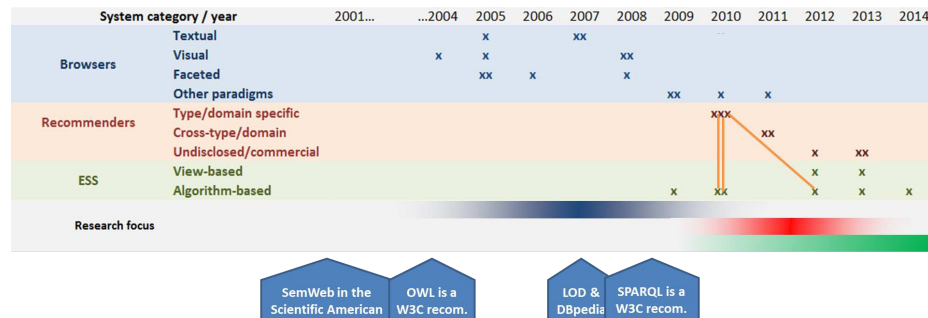 System category / year 2001... ...2004 2005 2006 2007 2008 2009 2010 2011 2012 2013 2014
Browsers
Textual x xx
Visual x x xx
Faceted xx x x
Other paradigms xx x x
Recommenders
Type/domain specific xxx
Cross-type/domain xx
Undisclosed/commercial x xx
ESS
View-based x x
Algorithm-based x xx x x x
Research focus
SemWeb in the
Scientific American
OWL is a
W3C recom.
LOD &
DBpedia
SPARQL is a
W3C recom.